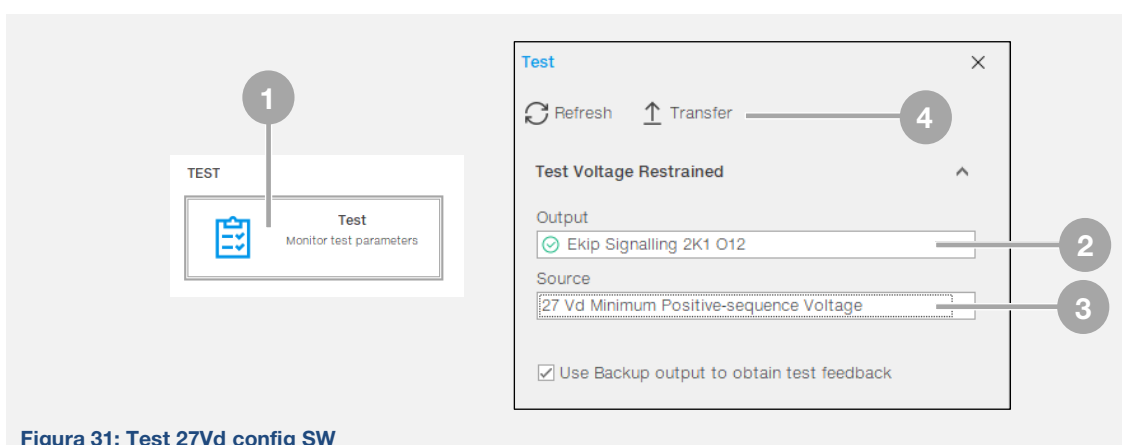 1
TEST
Test
Monitor test parameters
Test
Refresh Transfer
4
Test Voltage Restrained
Output
Ekip Signalling 2K1 O12
2
Source
27 Vd Minimum Positive-sequence Voltage
3
Use Backup output to obtain test feedback
Figura 31: Test 27Vd config SW